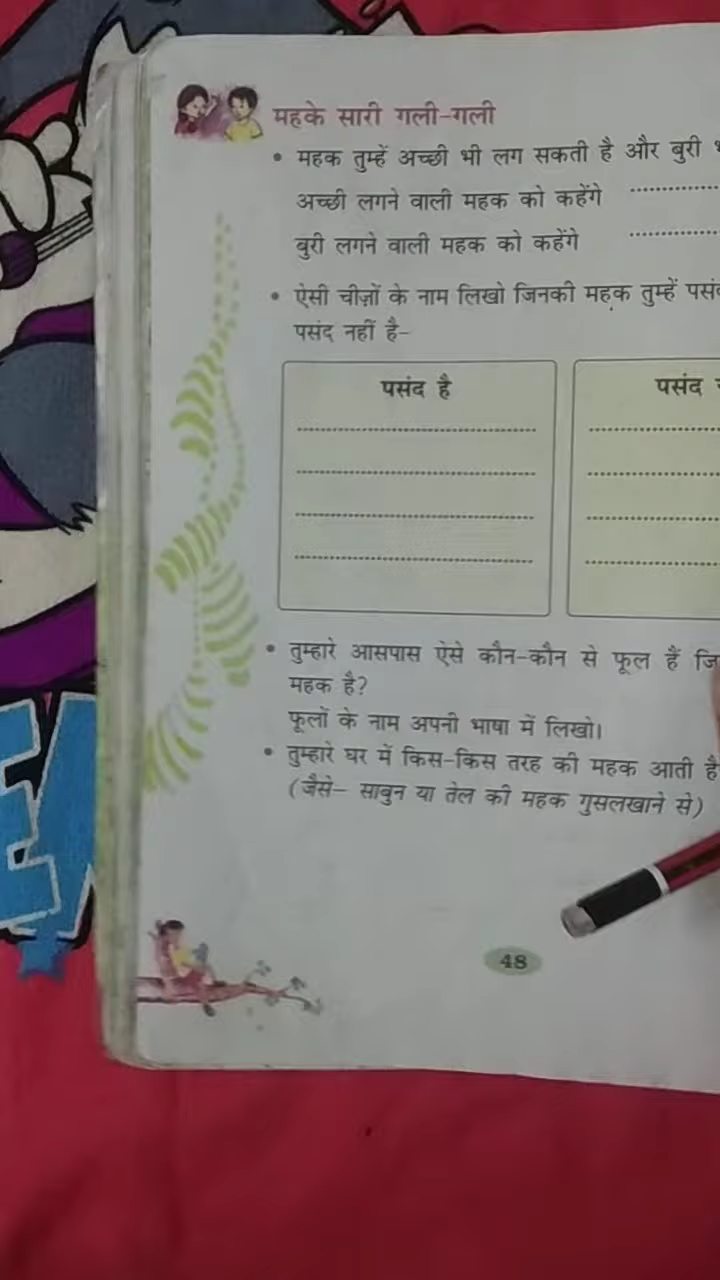 महके सारी गली-गली
• महक तुम्हें अच्छी भी लग सकती है और बुरी
अच्छी लगने वाली महक को कहेंगे ....................
बुरी लगने वाली महक को कहेंगे ....................
• ऐसी चीज़ों के नाम लिखो जिनकी महक तुम्हें
पसंद नहीं है-
पसंद है
पसंद
• तुम्हारे आसपास ऐसे कौन-कौन से फूल हैं
महक है?
फूलों के नाम अपनी भाषा में लिखो।
• तुम्हारे घर में किस-किस तरह की महक आती है
(जैसे- साबुन या तेल की महक गुसलखाने से)
48